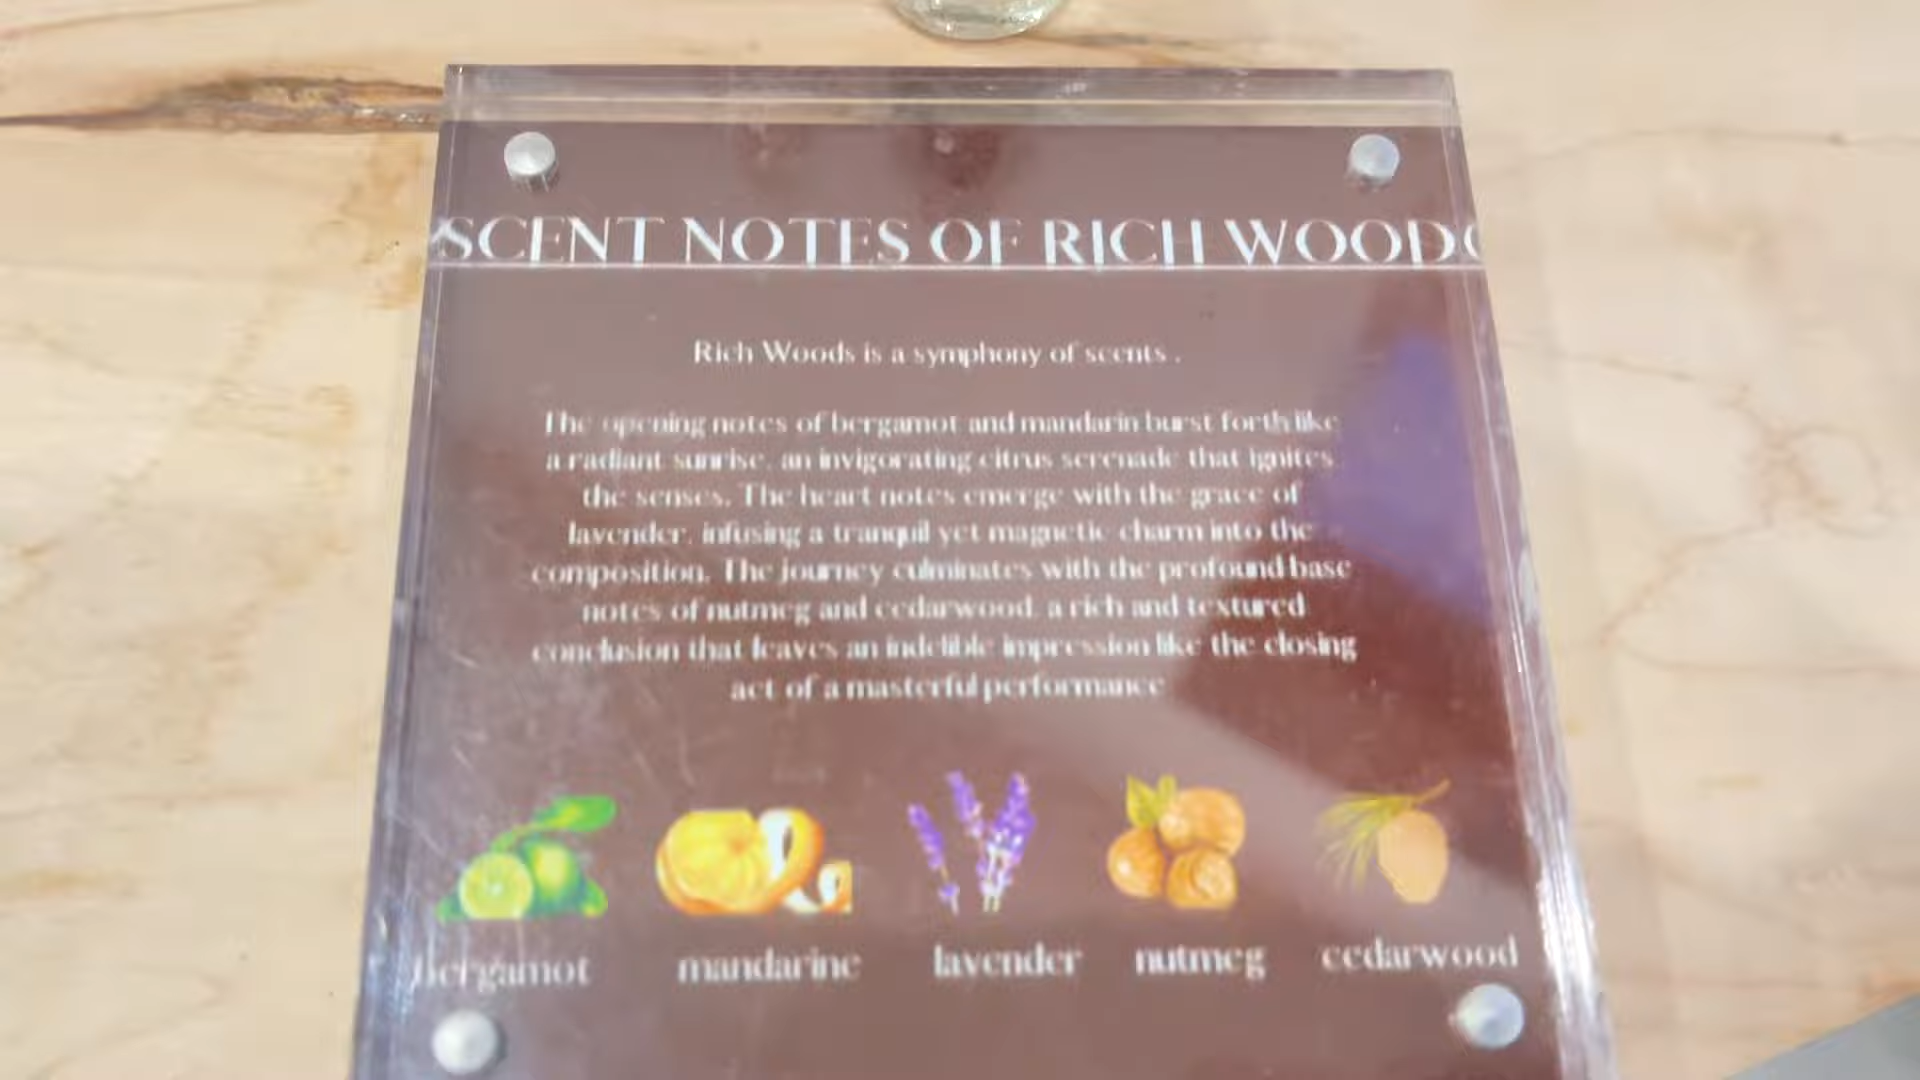 SCENT NOTES OF RICH WOOD
Rich Woods is a symphony of scents .
The opening notes of bergamot and mandarin burst forth like
a radiant sunrise, an invigorating citrus serenade that ignites
the senses. The heart notes emerge with the grace of
lavender, infusing a tranquil yet magnetic charm into the
composition. The journey culminates with the profound base
notes of nutmeg and cedarwood, a rich and textured
conclusion that leaves an indelible impression like the closing
act of a masterful performance
Bergamot mandarine lavender nutmeg cedarwood